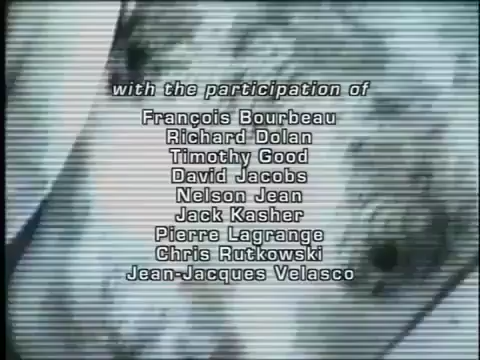 with the participation of
François Bourbeau
Richard Dolan
Timothy Good
David Jacobs
Nelson Jean
Jack Kasher
Pierre Lagrange
Chris Rutkowski
Jean-Jacques Velasco